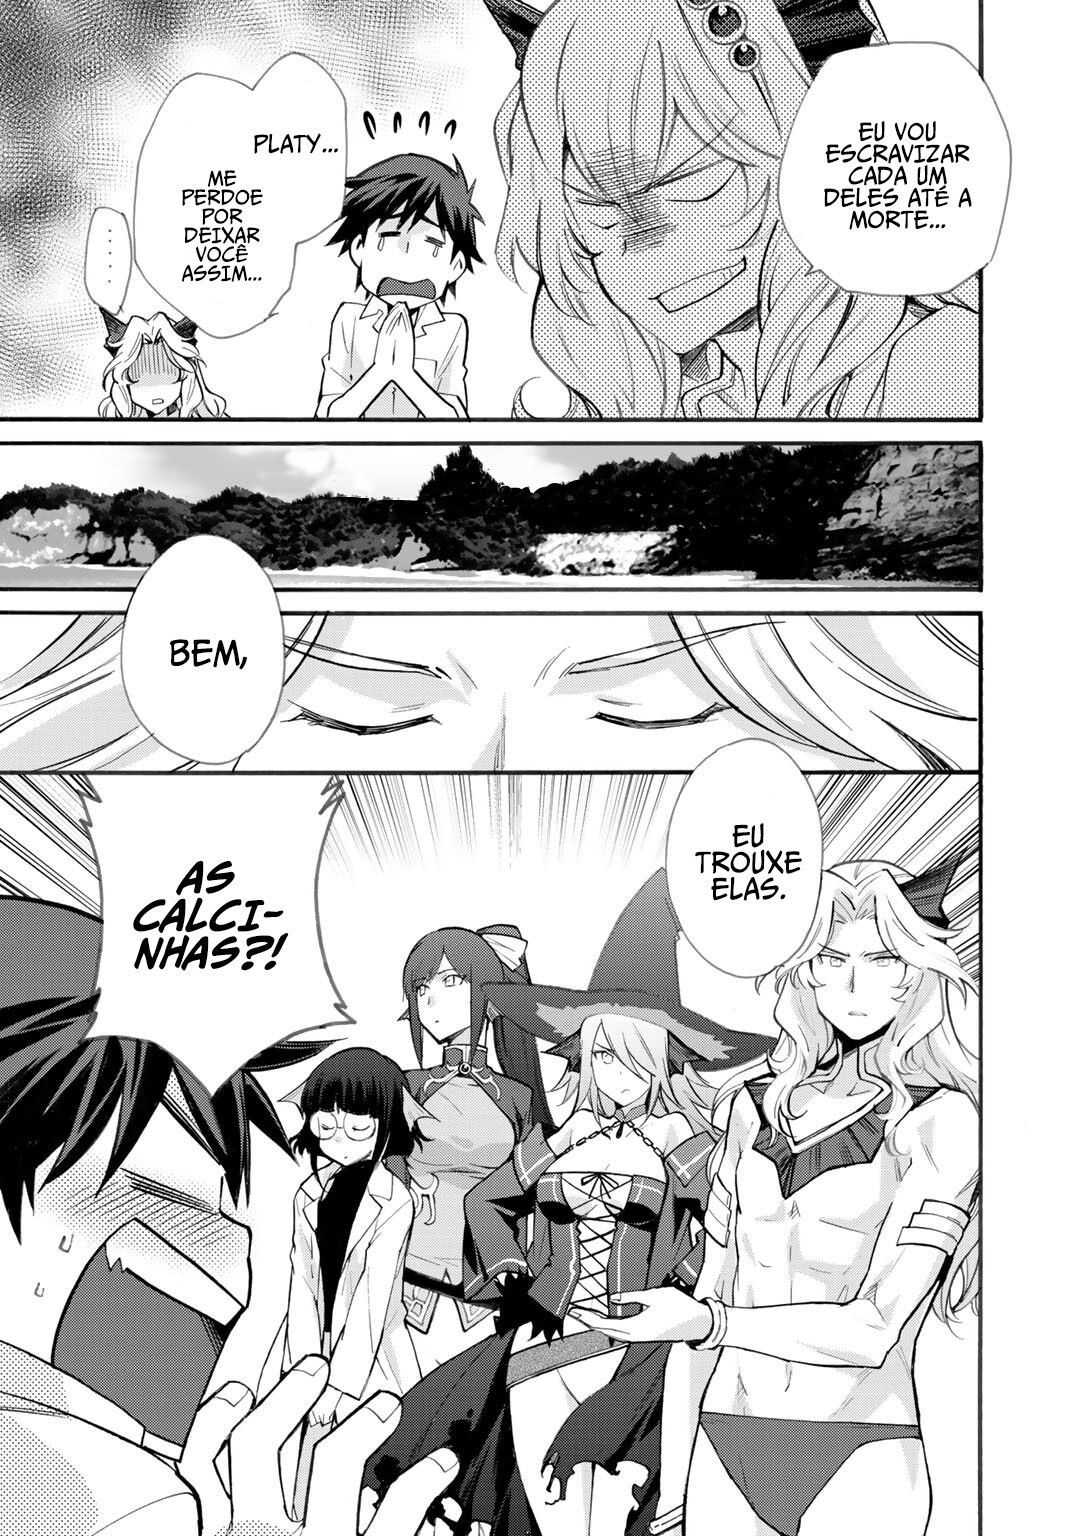 EU VOU
ESCRAVIZAR
CADA UM
DELES ATÉ A
MORTE...
PLATY...
ME
PERDOE
POR
DEIXAR
VOCÊ
ASSIM...
......
BEM,
EU
TROUXE
ELAS.
AS
CALCI-
NHAS?!